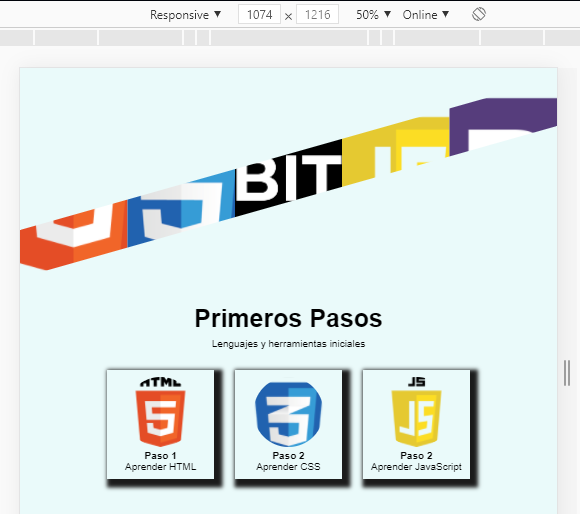 Responsive ▼ 1074 × 1216 50% ▼ Online ▼
BIT
JS
Primeros Pasos
Lenguajes y herramientas iniciales
HTML JS
5 3 JS
Paso 1 Paso 2 Paso 2
Aprender HTML Aprender CSS Aprender JavaScript